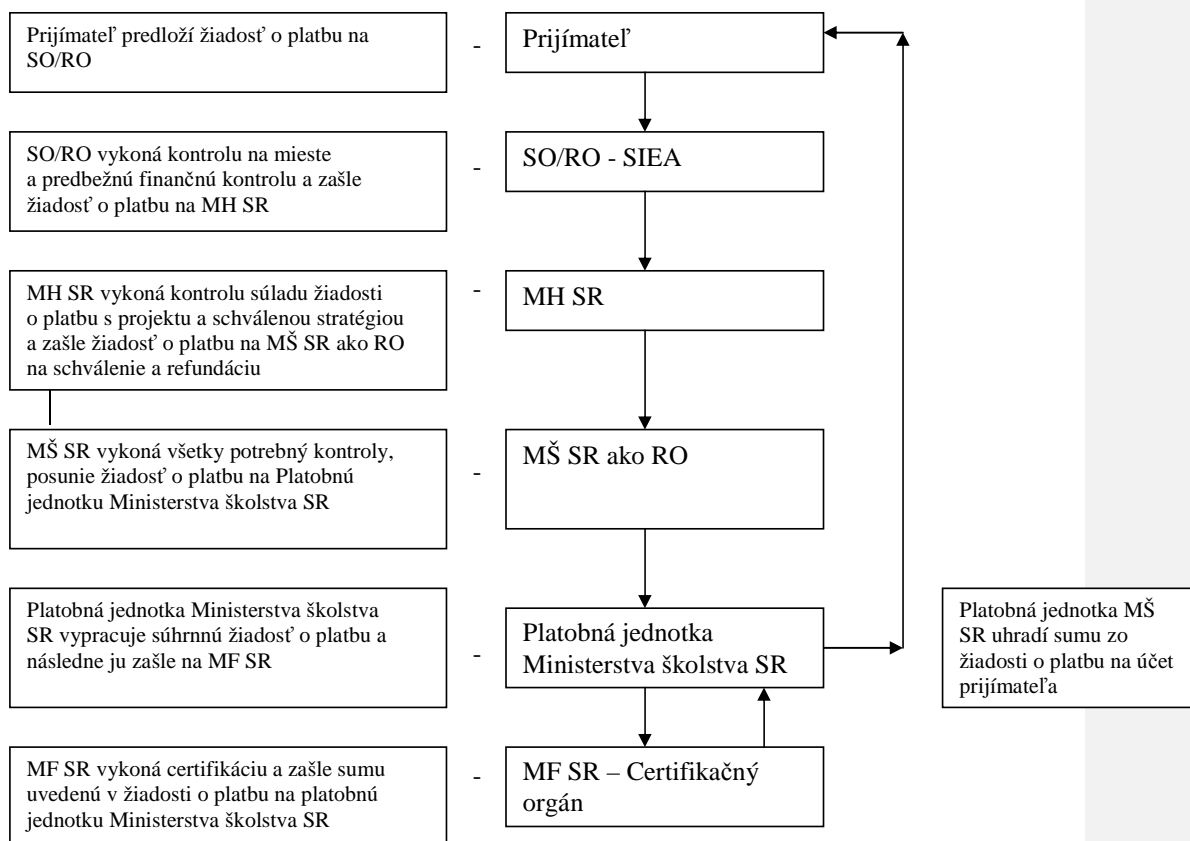 Prijímateľ predloží žiadosť o platbu na
SO/RO
-
Prijímateľ
SO/RO vykoná kontrolu na mieste
a predbežnú finančnú kontrolu a zašle
žiadosť o platbu na MH SR
-
SO/RO - SIEA
MH SR vykoná kontrolu súladu žiadosti
o platbu s projektu a schválenou stratégiou
a zašle žiadosť o platbu na MŠ SR ako RO
na schválenie a refundáciu
-
MH SR
MŠ SR vykoná všetky potrebný kontroly,
posunie žiadosť o platbu na Platobnú
jednotku Ministerstva školstva SR
-
MŠ SR ako RO
Platobná jednotka Ministerstva školstva
SR vypracuje súhrnnú žiadosť o platbu a
následne ju zašle na MF SR
-
Platobná jednotka
Ministerstva školstva SR
Platobná jednotka MŠ
SR uhradí sumu zo
žiadosti o platbu na účet
prijímateľa
MF SR vykoná certifikáciu a zašle sumu
uvedenú v žiadosti o platbu na platobnú
jednotku Ministerstva školstva SR
-
MF SR – Certifikačný
orgán